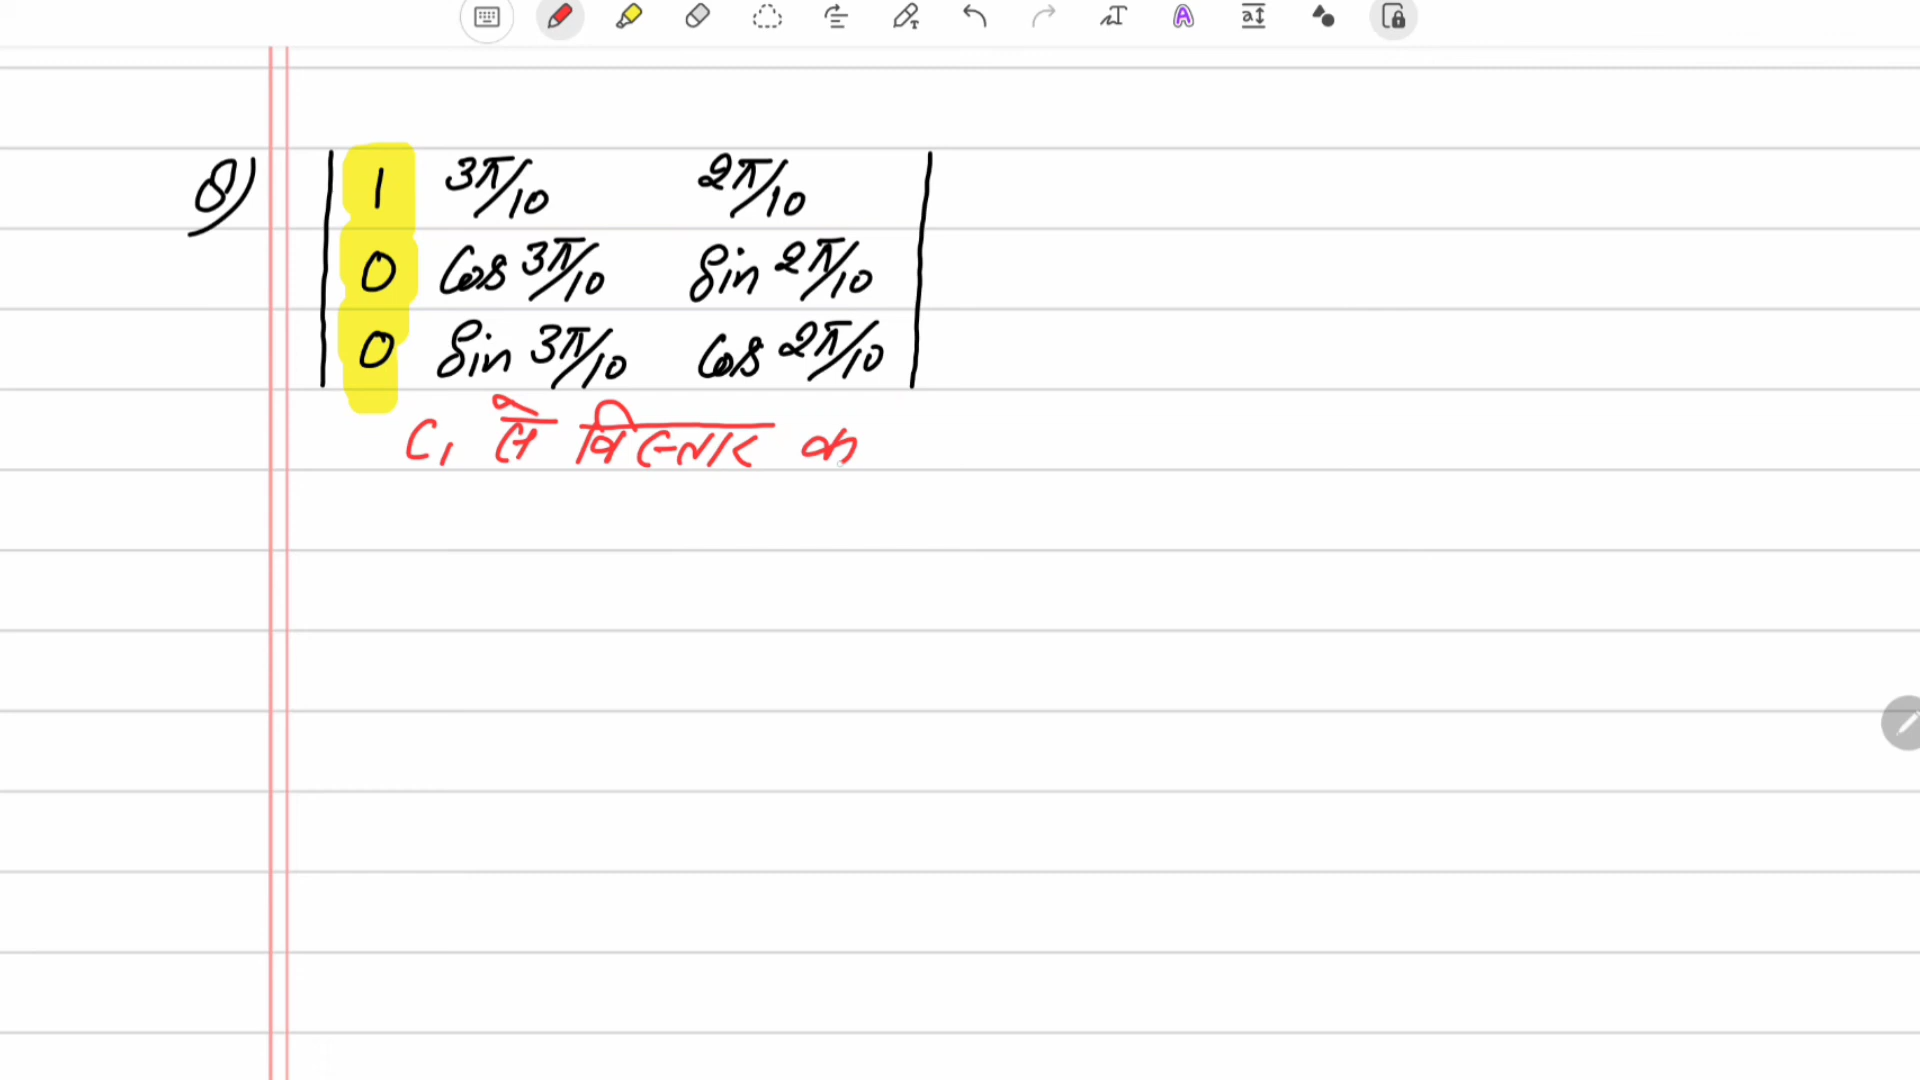 8) | 1 3π/10 2π/10 |
| 0 Cos 3π/10 Sin 2π/10 |
| 0 Sin 3π/10 Cos 2π/10 |
C₁ से विस्तार क